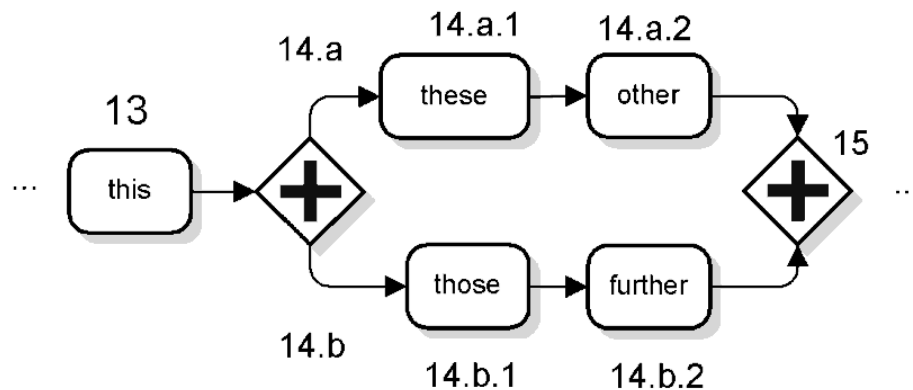 14.a
14.a.1
14.a.2
these
other
13
15
...
this
...
those
further
14.b
14.b.1
14.b.2